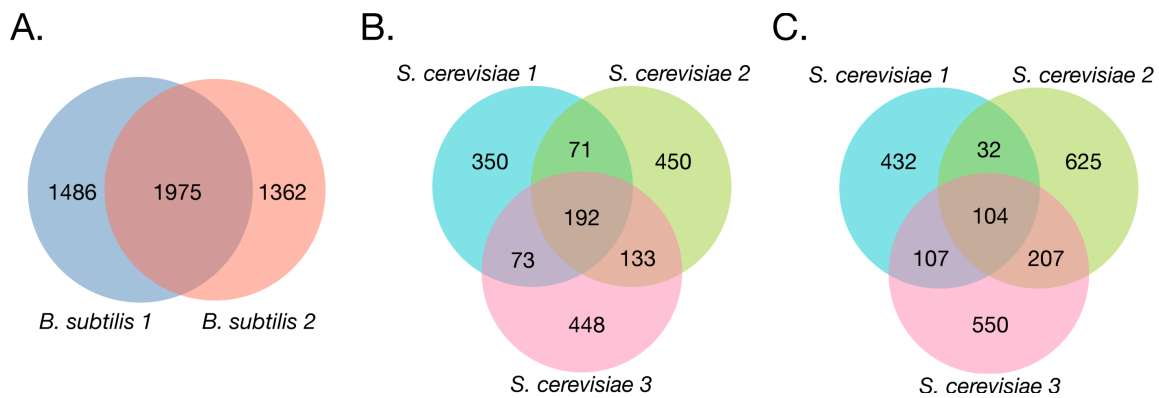 A.
B.
C.
S. cerevisiae 1
S. cerevisiae 2
S. cerevisiae 1
S. cerevisiae 2
350
71
450
432
32
625
1486
1975
1362
192
104
73
133
107
207
B. subtilis 1
B. subtilis 2
448
550
S. cerevisiae 3
S. cerevisiae 3